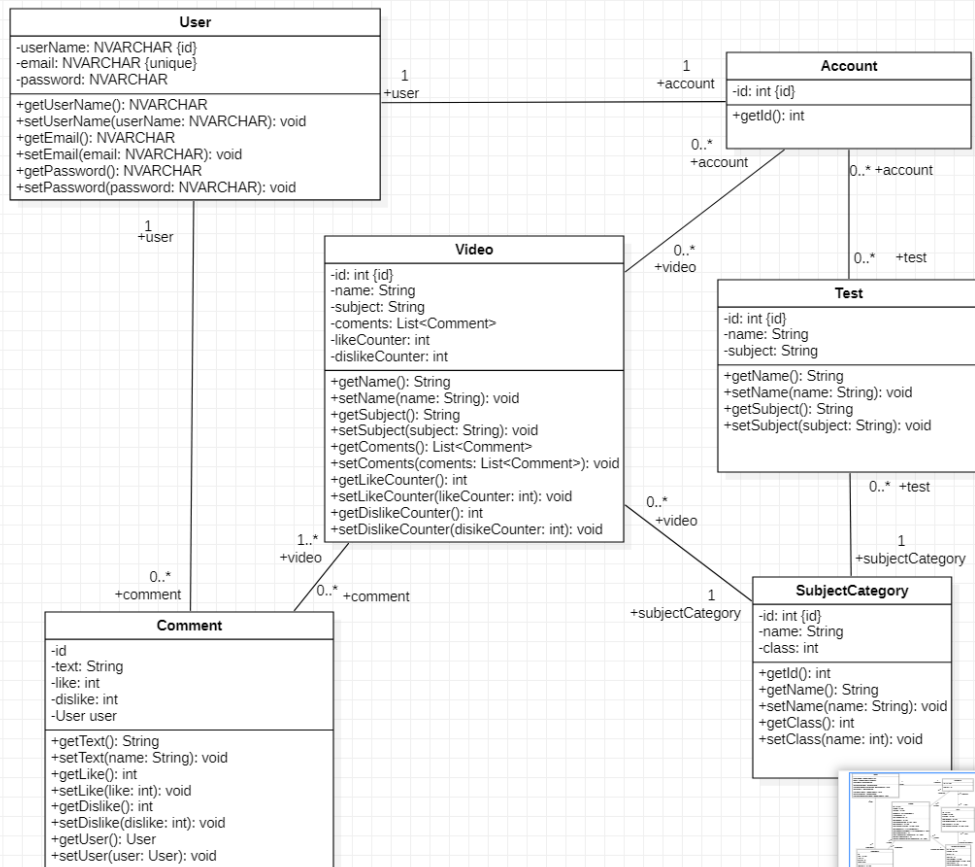 User
-userName: NVARCHAR {id}
-email: NVARCHAR {unique}
-password: NVARCHAR
+getUserName(): NVARCHAR
+setUserName(userName: NVARCHAR): void
+getEmail(): NVARCHAR
+setEmail(email: NVARCHAR): void
+getPassword(): NVARCHAR
+setPassword(password: NVARCHAR): void
1
+user
1
+account
Account
-id: int {id}
+getId(): int
0..*
+account
0..* +account
1
+user
0..*
+video
0..* +test
Video
-id: int {id}
-name: String
-subject: String
-coments: List<Comment>
-likeCounter: int
-dislikeCounter: int
+getName(): String
+setName(name: String): void
+getSubject(): String
+setSubject(subject: String): void
+getComents(): List<Comment>
+setComents(coments: List<Comment>): void
+getLikeCounter(): int
+setLikeCounter(likeCounter: int): void
+getDislikeCounter(): int
+setDislikeCounter(disikeCounter: int): void
Test
-id: int {id}
-name: String
-subject: String
+getName(): String
+setName(name: String): void
+getSubject(): String
+setSubject(subject: String): void
0..* +test
0..*
+video
1..*
+video
1
+subjectCategory
0..*
+comment
0..* +comment
1
+subjectCategory
SubjectCategory
-id: int {id}
-name: String
-class: int
+getId(): int
+getName(): String
+setName(name: String): void
+getClass(): int
+setClass(name: int): void
Comment
-id
-text: String
-like: int
-dislike: int
-User user
+getText(): String
+setText(name: String): void
+getLike(): int
+setLike(like: int): void
+getDislike(): int
+setDislike(dislike: int): void
+getUser(): User
+setUser(user: User): void